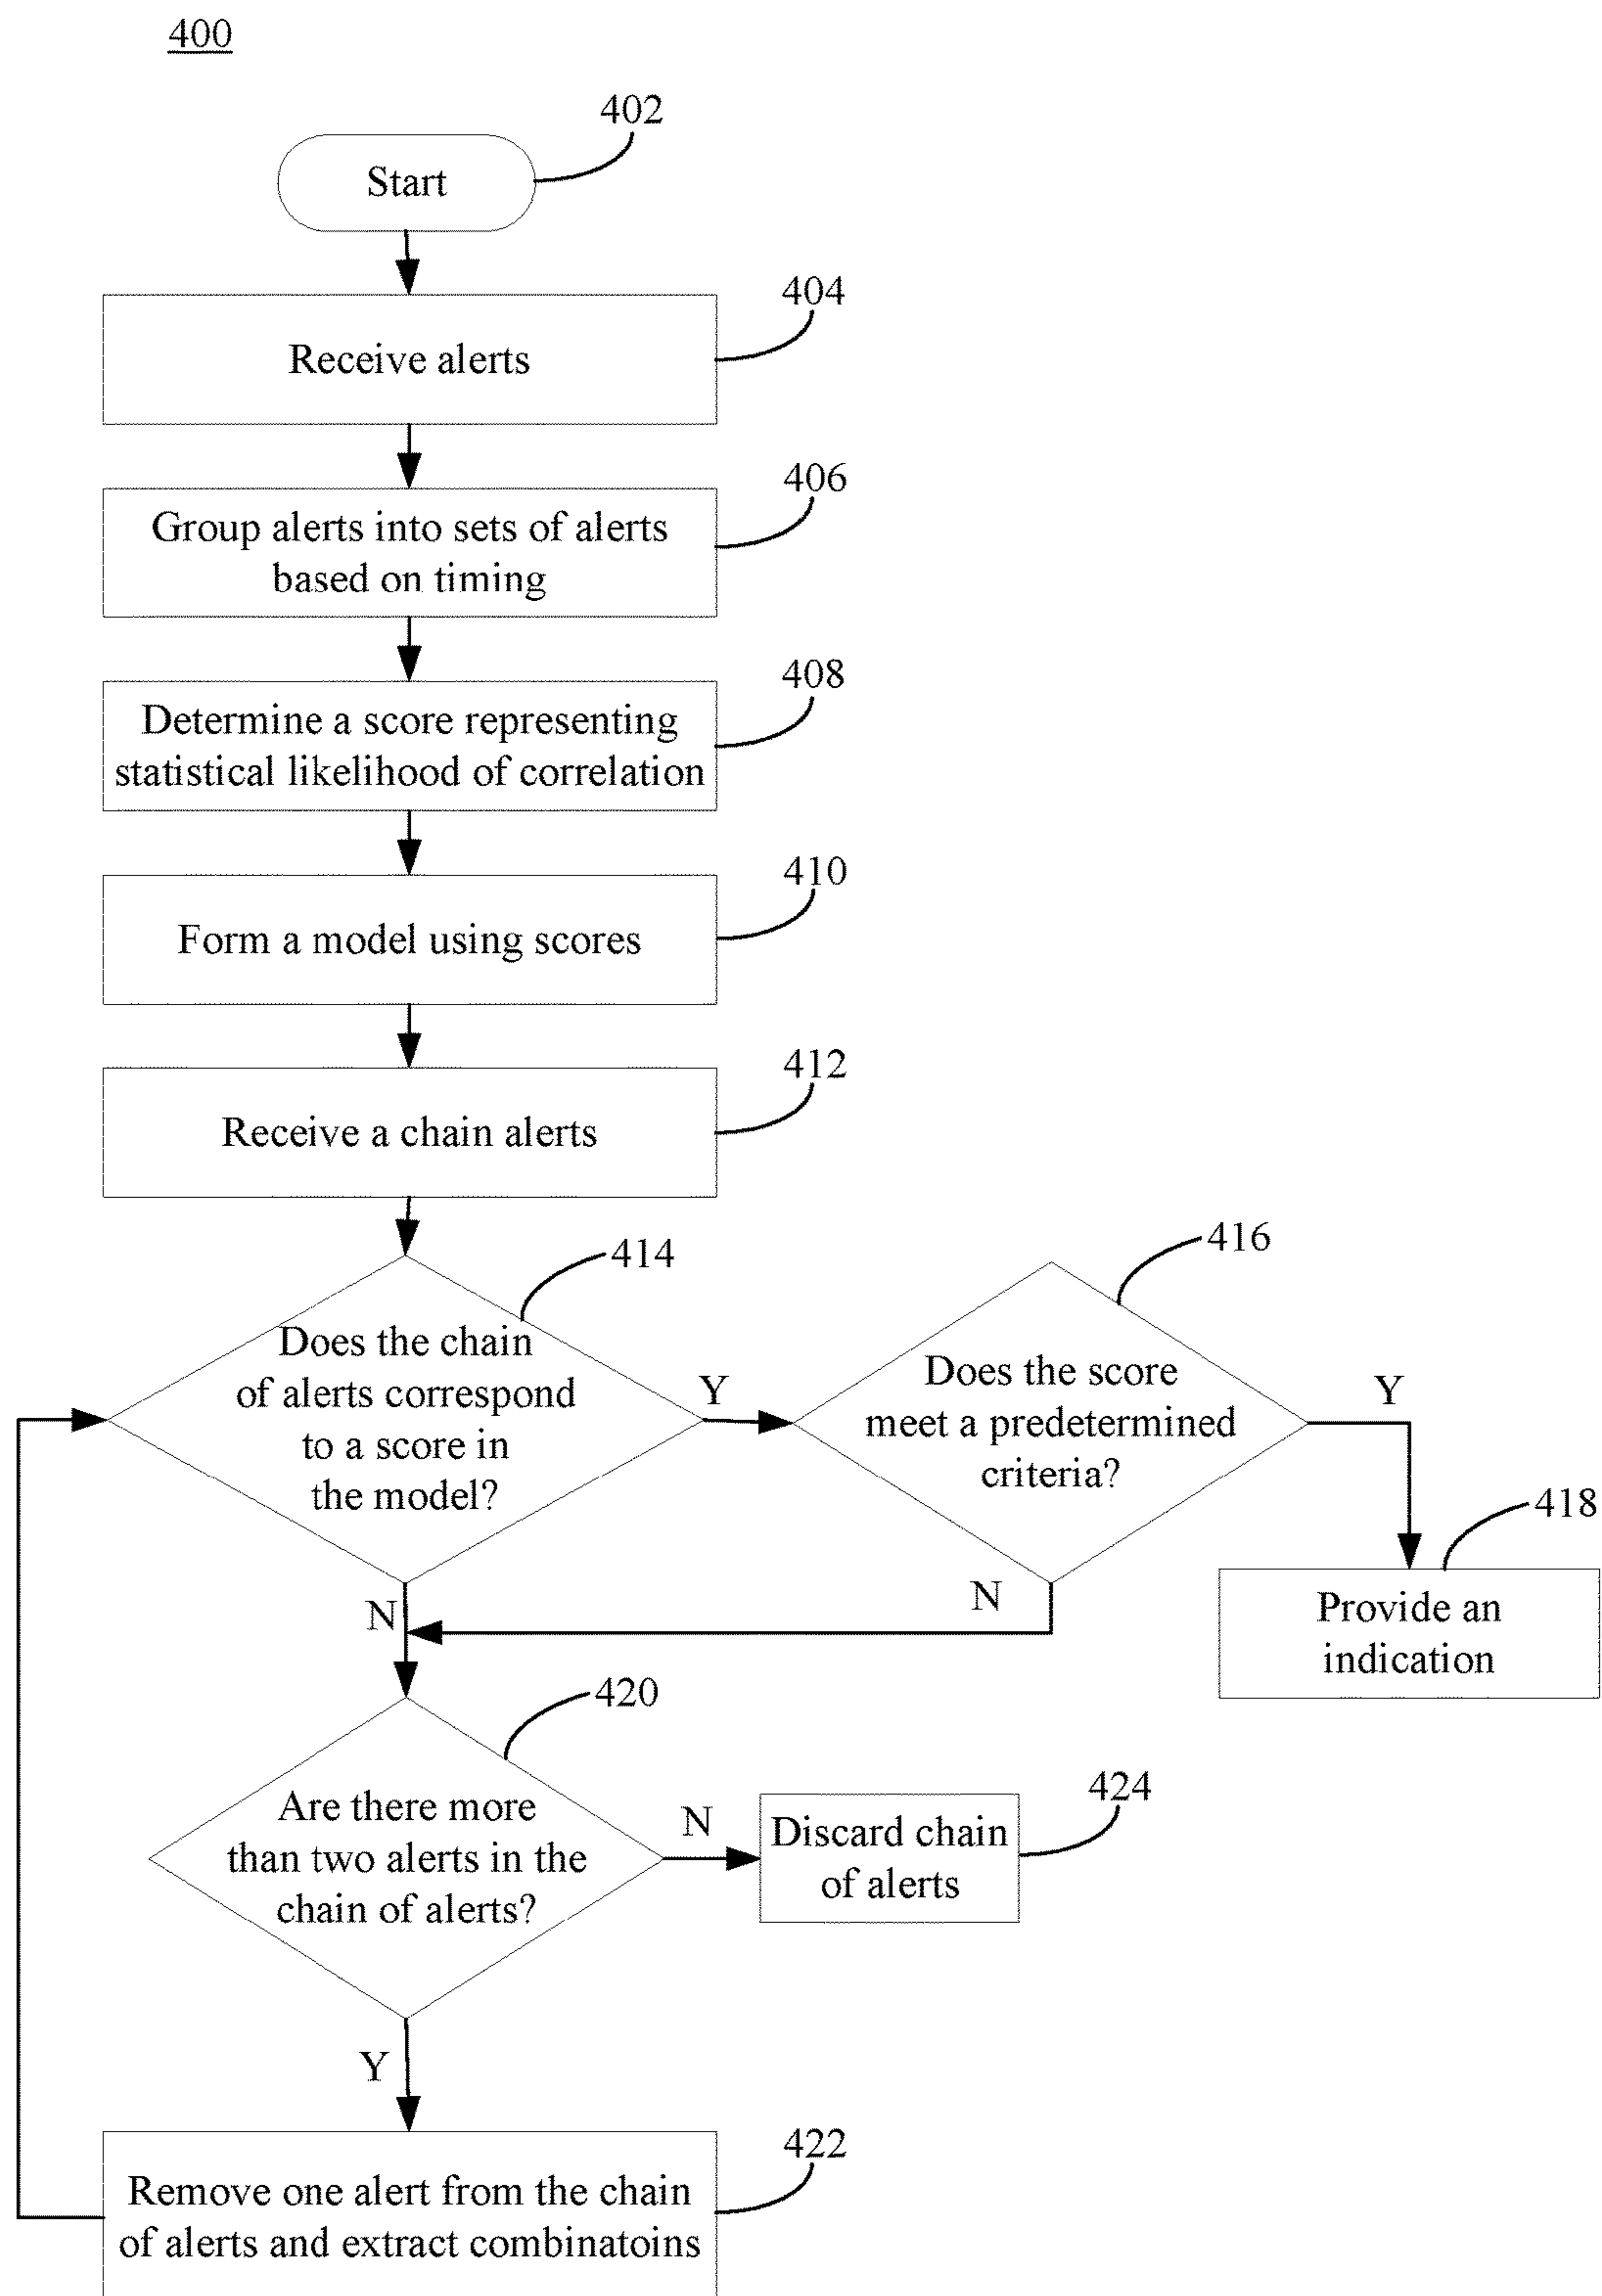 400
402
Start
404
Receive alerts
406
Group alerts into sets of alerts
based on timing
408
Determine a score representing
statistical likelihood of correlation
410
Form a model using scores
412
Receive a chain alerts
414
Does the chain
of alerts correspond
to a score in
the model?
Y
N
416
Does the score
meet a predetermined
criteria?
Y
N
418
Provide an
indication
420
Are there more
than two alerts in the
chain of alerts?
N
Y
424
Discard chain
of alerts
422
Remove one alert from the chain
of alerts and extract combinatoins